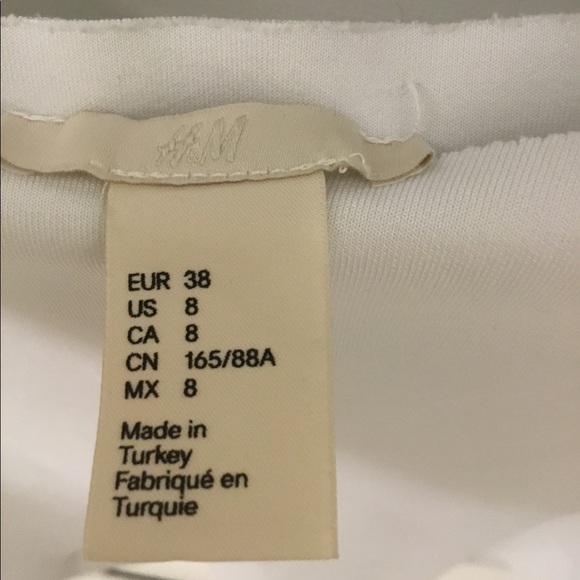 H&M
EUR 38
US 8
CA 8
CN 165/88A
MX 8
Made in
Turkey
Fabriqué en
Turquie